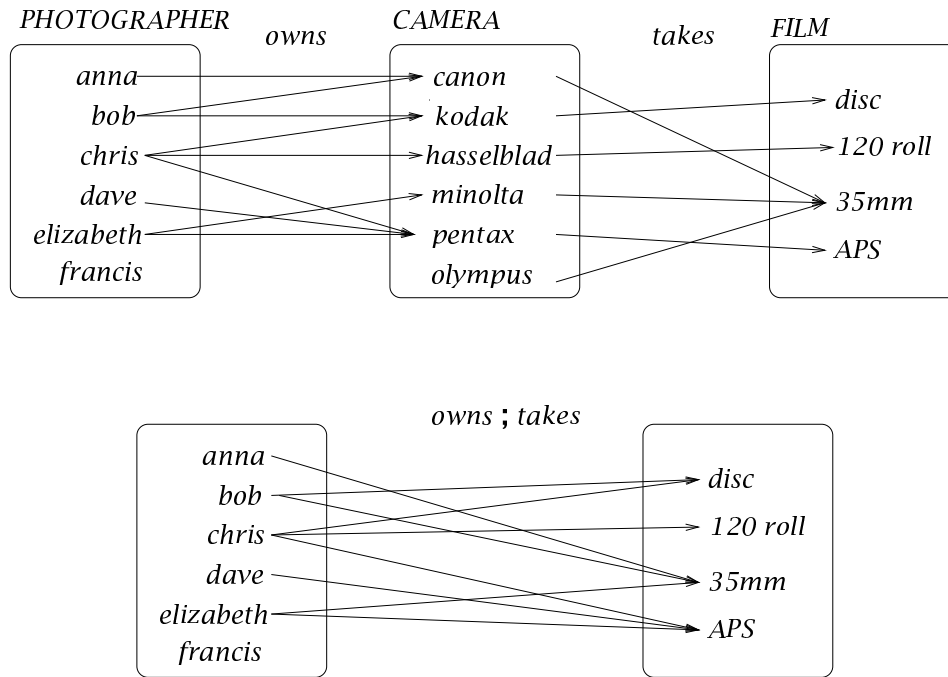 PHOTOGRAPHER
owns
CAMERA
takes
FILM
anna
bob
chris
dave
elizabeth
francis
canon
kodak
hasselblad
minolta
pentax
olympus
disc
120 roll
35mm
APS
owns ; takes
anna
bob
chris
dave
elizabeth
francis
disc
120 roll
35mm
APS